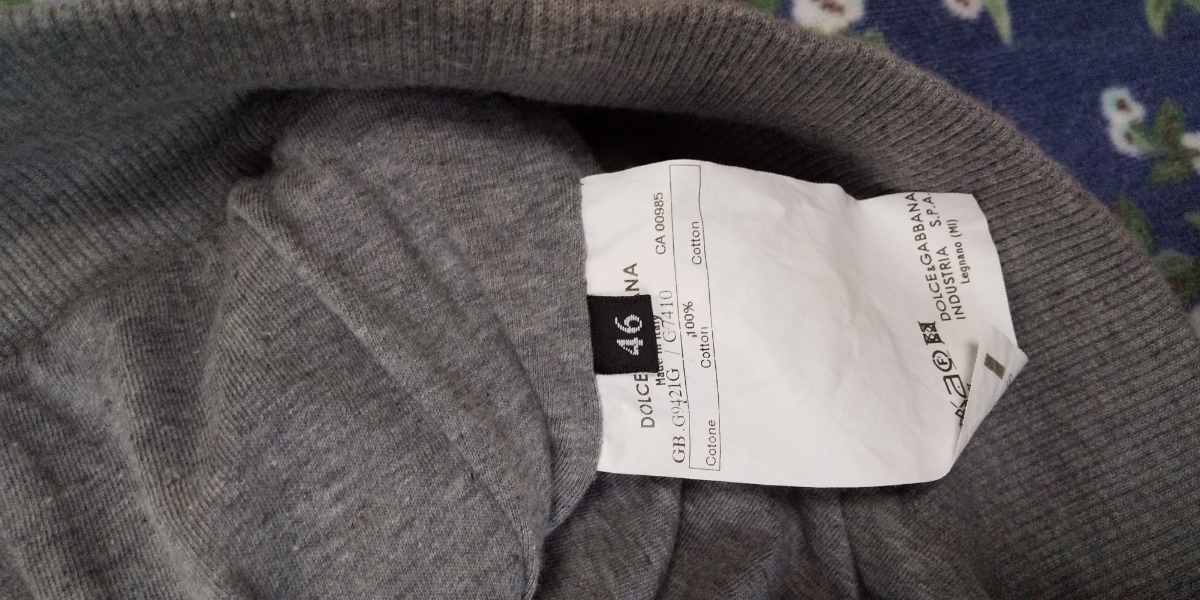 DOLCE NA
46
Made in Italy
CA 00985
GB.G9421G / G7410
100%
Cotone Cotton Cotton
DOLCE&GABBANA
INDUSTRIA S.P.A.
Legnano (MI)